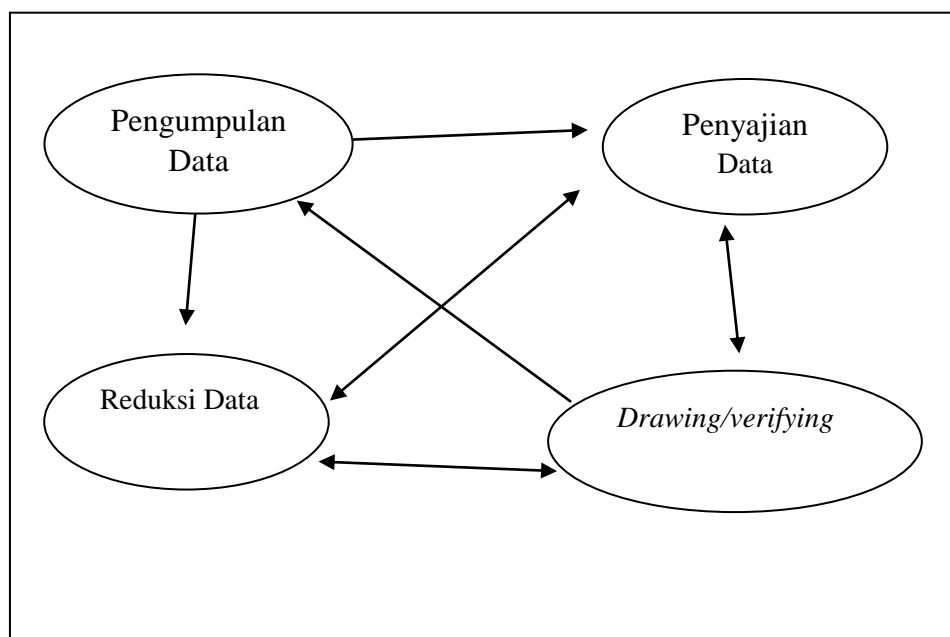 Pengumpulan
Data
Penyajian
Data
Reduksi Data
Drawing/verifying